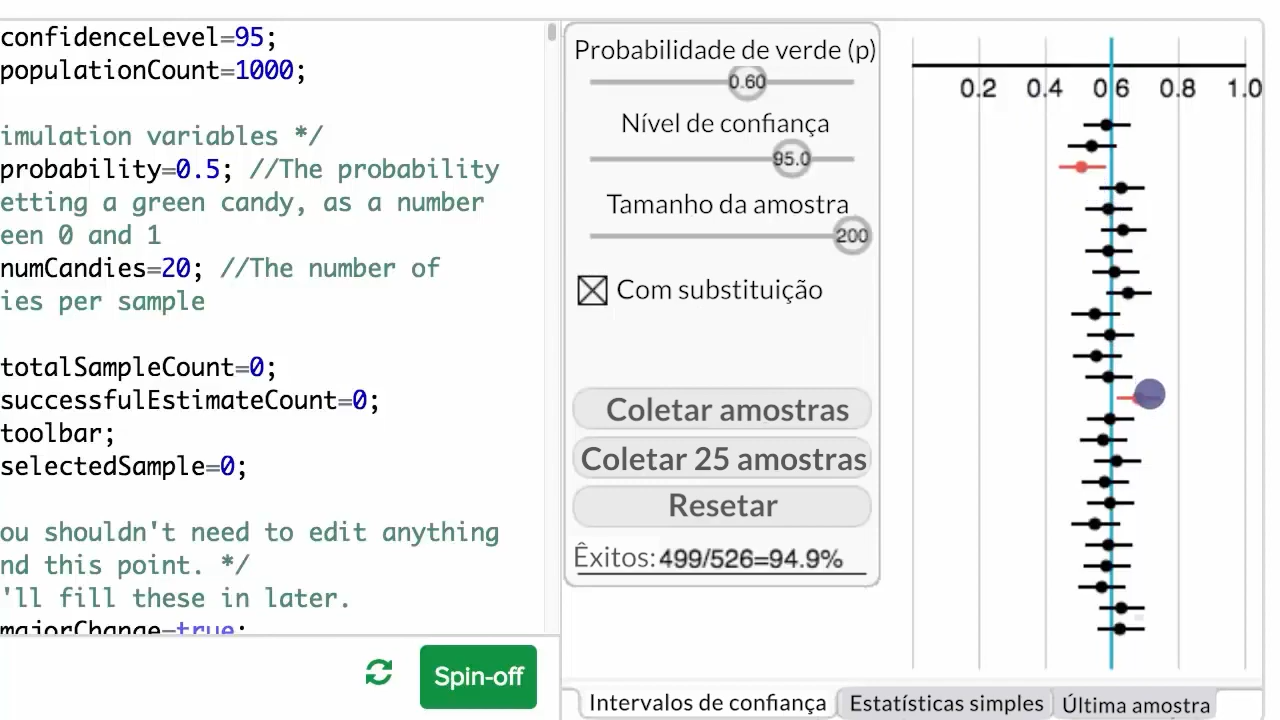 confidenceLevel=95;
populationCount=1000;
imulation variables */
probability=0.5; //The probability
etting a green candy, as a number
een 0 and 1
numCandies=20; //The number of
ies per sample
totalSampleCount=0;
successfulEstimateCount=0;
toolbar;
selectedSample=0;
ou shouldn't need to edit anything
nd this point. */
'll fill these in later.
majorChange=true;
Spin-off
Probabilidade de verde (p)
0.60
Nível de confiança
95.0
Tamanho da amostra
200
Com substituição
Coletar amostras
Coletar 25 amostras
Resetar
Êxitos: 499/526=94.9%
0.2 0.4 0.6 0.8 1.0
Intervalos de confiança
Estatísticas simples
Última amostra